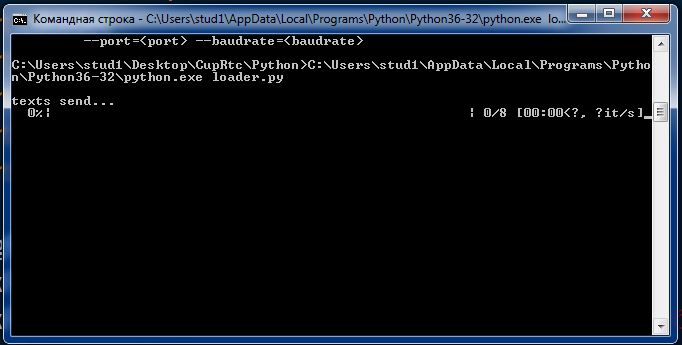 Командная строка - C:\Users\stud1\AppData\Local\Programs\Python\Python36-32\python.exe lo...
--port=<port> --baudrate=<baudrate>
C:\Users\stud1\Desktop\CupRtc\Python>C:\Users\stud1\AppData\Local\Programs\Pytho
n\Python36-32\python.exe loader.py
texts send...
0%| | 0/8 [00:00<?, ?it/s]